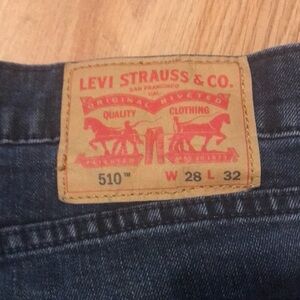 LEVI STRAUSS & CO.
SAN FRANCISCO
CAL.
ORIGINAL RIVETED
QUALITY CLOTHING
510™ W 28 L 32